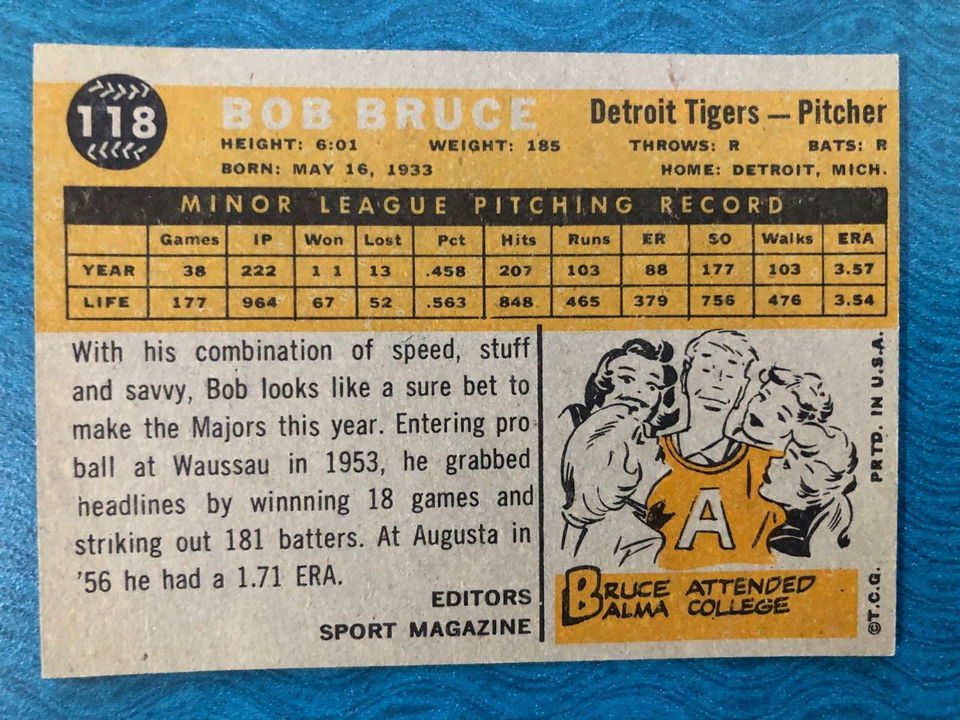 118
BOB BRUCE
Detroit Tigers — Pitcher
HEIGHT: 6:01 WEIGHT: 185 THROWS: R BATS: R
BORN: MAY 16, 1933 HOME: DETROIT, MICH.
MINOR LEAGUE PITCHING RECORD
Games IP Won Lost Pct Hits Runs ER SO Walks ERA
YEAR 38 222 1 1 13 .458 207 103 88 177 103 3.57
LIFE 177 964 67 52 .563 848 465 379 756 476 3.54
With his combination of speed, stuff
and savvy, Bob looks like a sure bet to
make the Majors this year. Entering pro
ball at Waussau in 1953, he grabbed
headlines by winnning 18 games and
striking out 181 batters. At Augusta in
'56 he had a 1.71 ERA.
EDITORS
SPORT MAGAZINE
A
BRUCE ATTENDED
ALMA COLLEGE
PRTD. IN U.S.A.
©T.C.G.